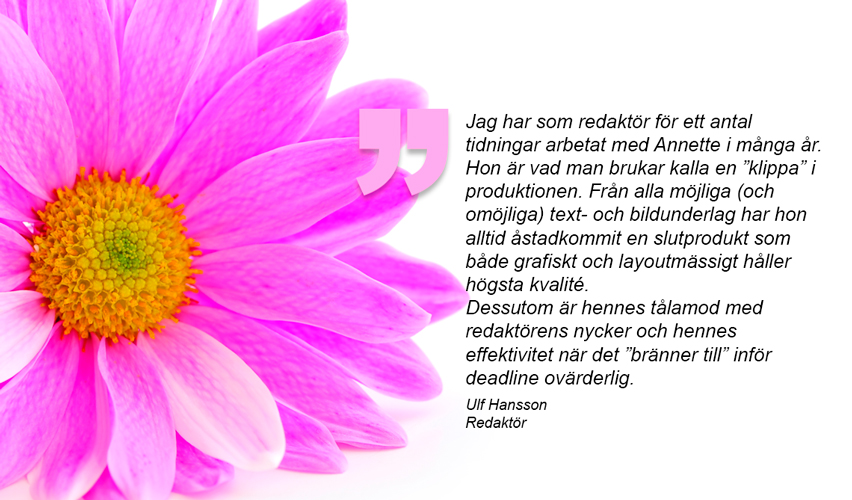 Jag har som redaktör för ett antal
tidningar arbetat med Annette i många år.
Hon är vad man brukar kalla en ”klippa” i
produktionen. Från alla möjliga (och
omöjliga) text- och bildunderlag har hon
alltid åstadkommit en slutprodukt som
både grafiskt och layoutmässigt håller
högsta kvalité.
Dessutom är hennes tålamod med
redaktörens nycker och hennes
effektivitet när det ”bränner till” inför
deadline ovärderlig.
Ulf Hansson
Redaktör